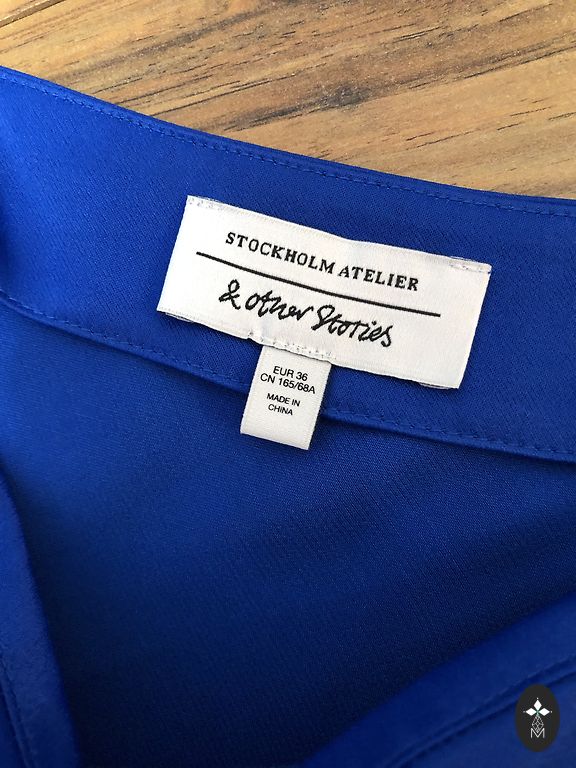 STOCKHOLM ATELIER
& other Stories
EUR 36
CN 165/68A
MADE IN
CHINA
M